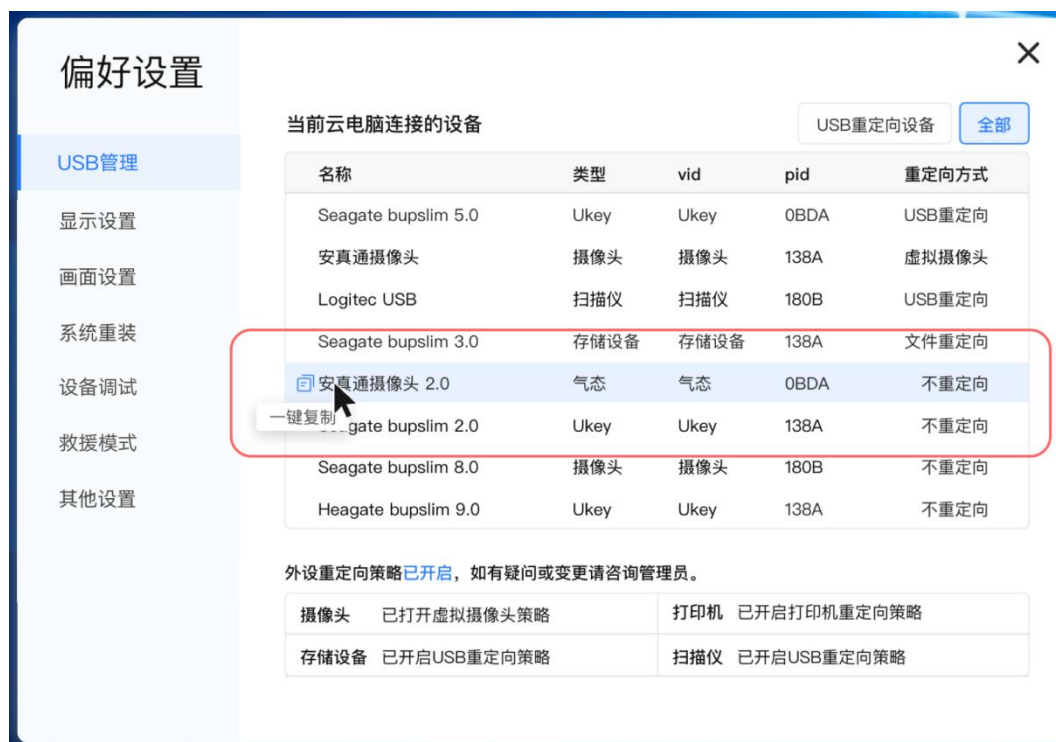 偏好设置
USB管理
显示设置
画面设置
系统重装
设备调试
救援模式
其他设置
当前云电脑连接的设备 USB重定向设备 全部
名称 类型 vid pid 重定向方式
Seagate bupslim 5.0 Ukey Ukey 0BDA USB重定向
安真通摄像头 摄像头 摄像头 138A 虚拟摄像头
Logitec USB 扫描仪 扫描仪 180B USB重定向
Seagate bupslim 3.0 存储设备 存储设备 138A 文件重定向
安真通摄像头 2.0 气态 气态 0BDA 不重定向
一键复制
gate bupslim 2.0 Ukey Ukey 138A 不重定向
Seagate bupslim 8.0 摄像头 摄像头 180B 不重定向
Heagate bupslim 9.0 Ukey Ukey 138A 不重定向
外设重定向策略已开启，如有疑问或变更请咨询管理员。
摄像头 已打开虚拟摄像头策略 打印机 已开启打印机重定向策略
存储设备 已开启USB重定向策略 扫描仪 已开启USB重定向策略